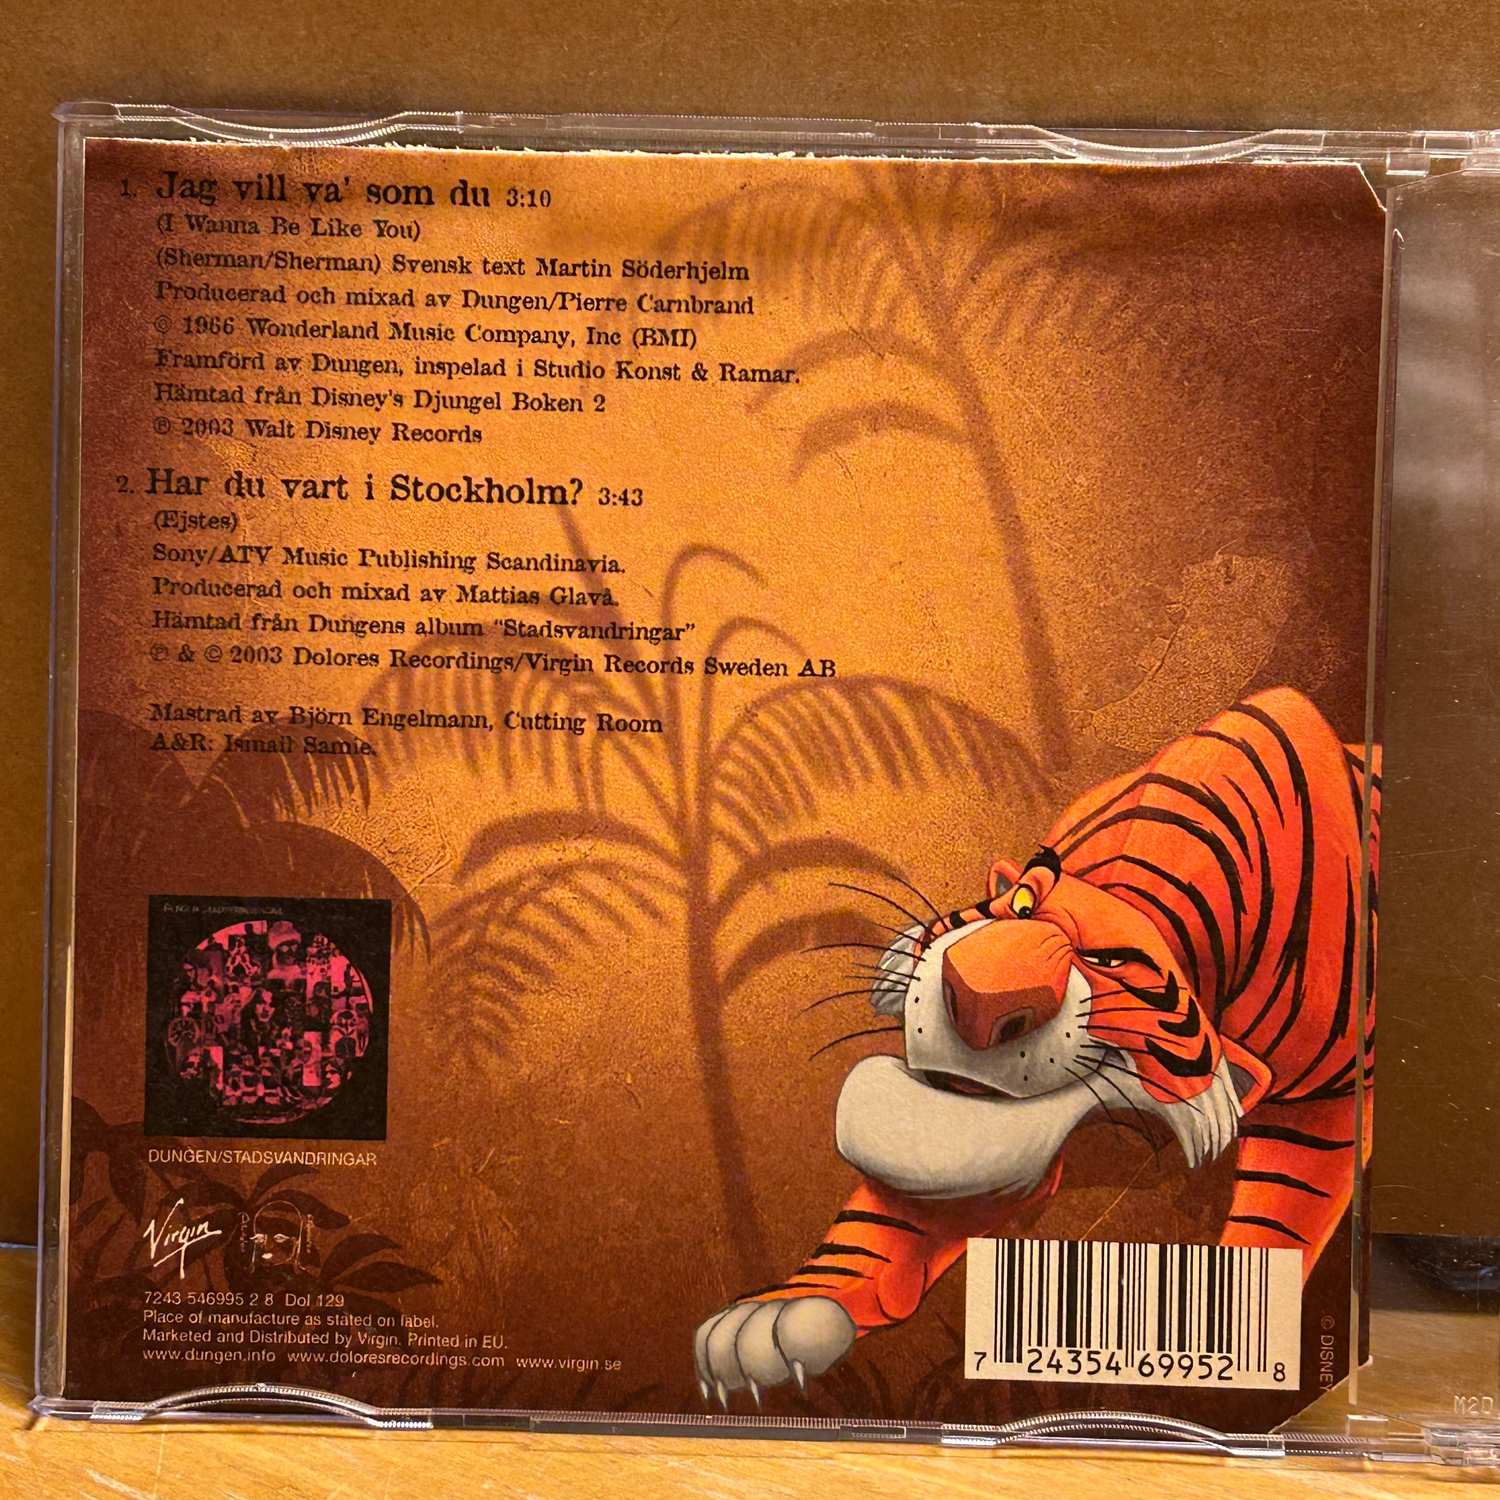 1. Jag vill va' som du 3:10
(I Wanna Be Like You)
(Sherman/Sherman) Svensk text Martin Söderhjelm
Producerad och mixad av Dungen/Pierre Carnbrand
© 1966 Wonderland Music Company, Inc (BMI)
Framförd av Dungen, inspelad i Studio Konst & Ramar.
Hämtad från Disney's Djungel Boken 2
℗ 2003 Walt Disney Records
2. Har du vart i Stockholm? 3:43
(Ejstes)
Sony/ATV Music Publishing Scandinavia.
Producerad och mixad av Mattias Glavå.
Hämtad från Dungens album "Stadsvandringar"
℗ & © 2003 Dolores Recordings/Virgin Records Sweden AB
Mastrad av Björn Engelmann, Cutting Room
A&R: Ismail Samie.
DUNGEN/STADSVANDRINGAR
Virgin
7243 546995 2 8 Dol 129
Place of manufacture as stated on label.
Marketed and Distributed by Virgin. Printed in EU.
www.dungen.info www.doloresrecordings.com www.virgin.se
7 24354 69952 8
© DISNEY
M2D